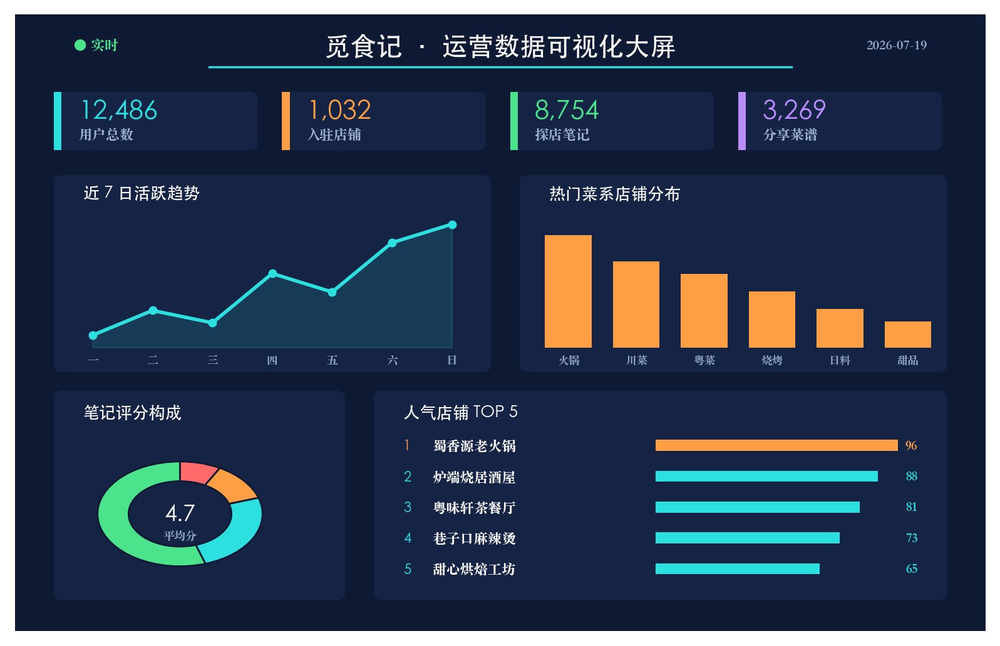 实时
觅食记 · 运营数据可视化大屏
2026-07-19
12,486
用户总数
1,032
入驻店铺
8,754
探店笔记
3,269
分享菜谱
近 7 日活跃趋势
一 二 三 四 五 六 日
热门菜系店铺分布
火锅 川菜 粤菜 烧烤 日料 甜品
笔记评分构成
4.7
平均分
人气店铺 TOP 5
1 蜀香源老火锅 96
2 炉端烧居酒屋 88
3 粤味轩茶餐厅 81
4 巷子口麻辣烫 73
5 甜心烘焙工坊 65